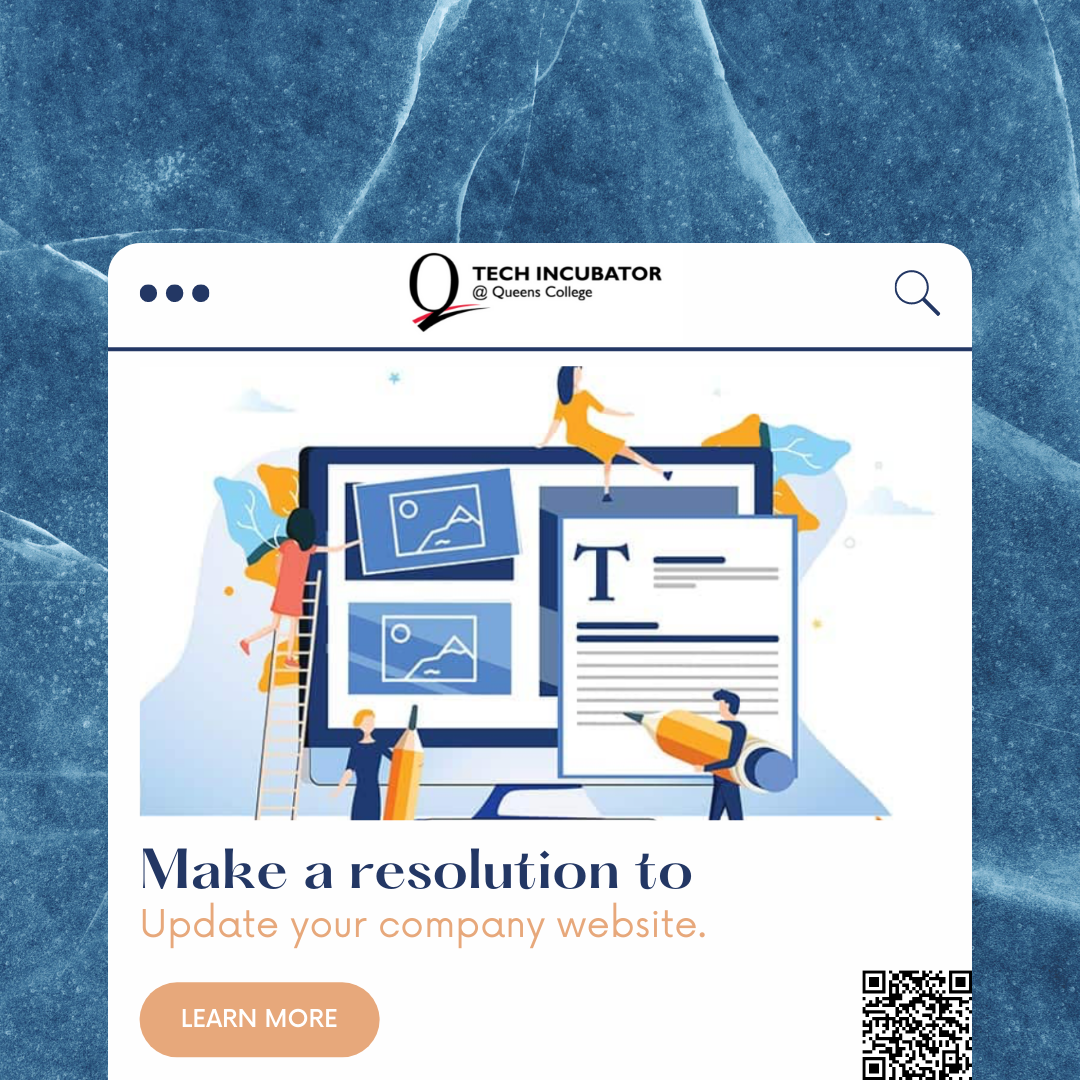 TECH INCUBATOR
@ Queens College
T
Make a resolution to
Update your company website.
LEARN MORE